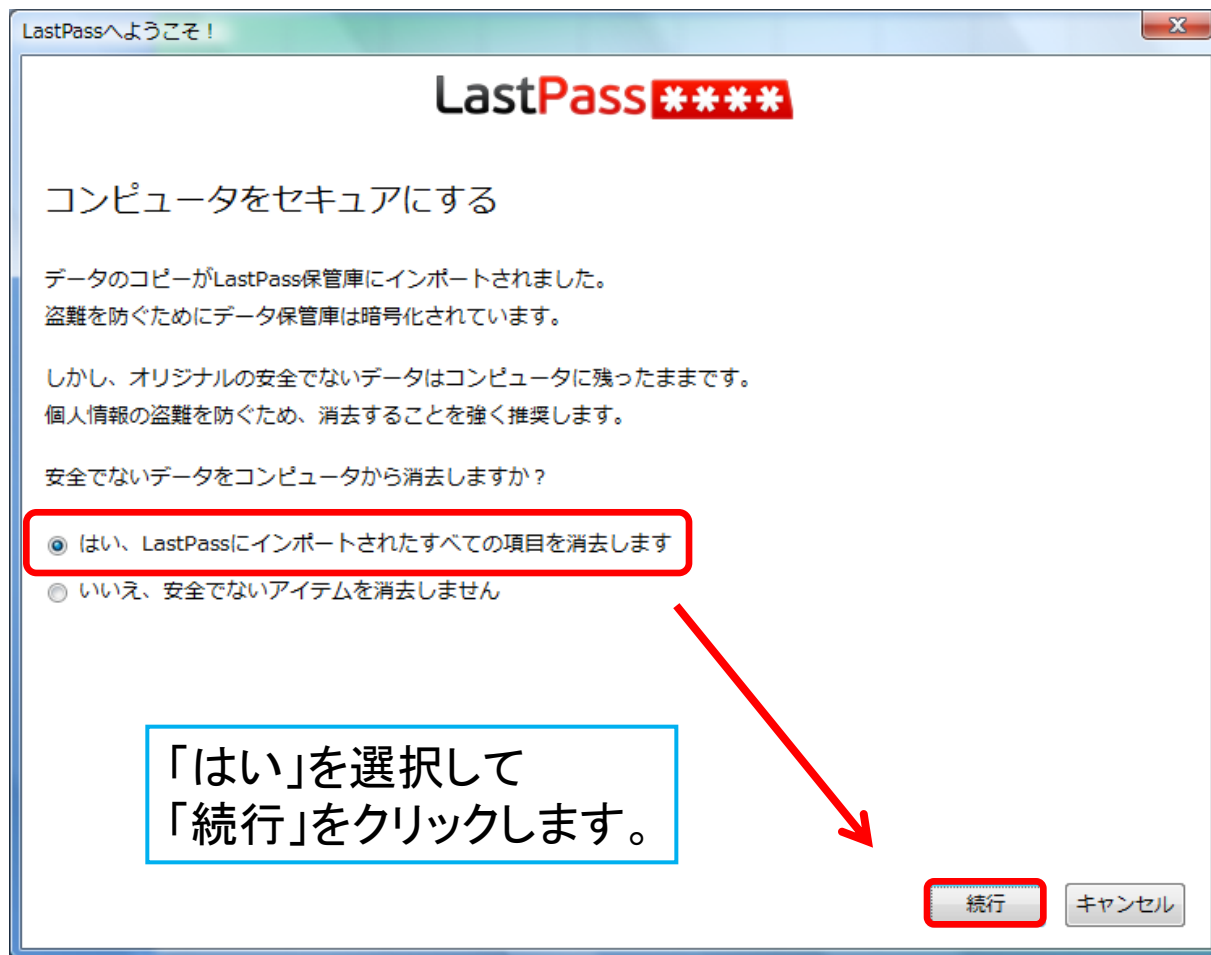 LastPassへようこそ！
LastPass ****
コンピュータをセキュアにする
データのコピーがLastPass保管庫にインポートされました。
盗難を防ぐためにデータ保管庫は暗号化されています。
しかし、オリジナルの安全でないデータはコンピュータに残ったままです。
個人情報の盗難を防ぐため、消去することを強く推奨します。
安全でないデータをコンピュータから消去しますか？
はい、LastPassにインポートされたすべての項目を消去します
いいえ、安全でないアイテムを消去しません
「はい」を選択して
「続行」をクリックします。
続行
キャンセル